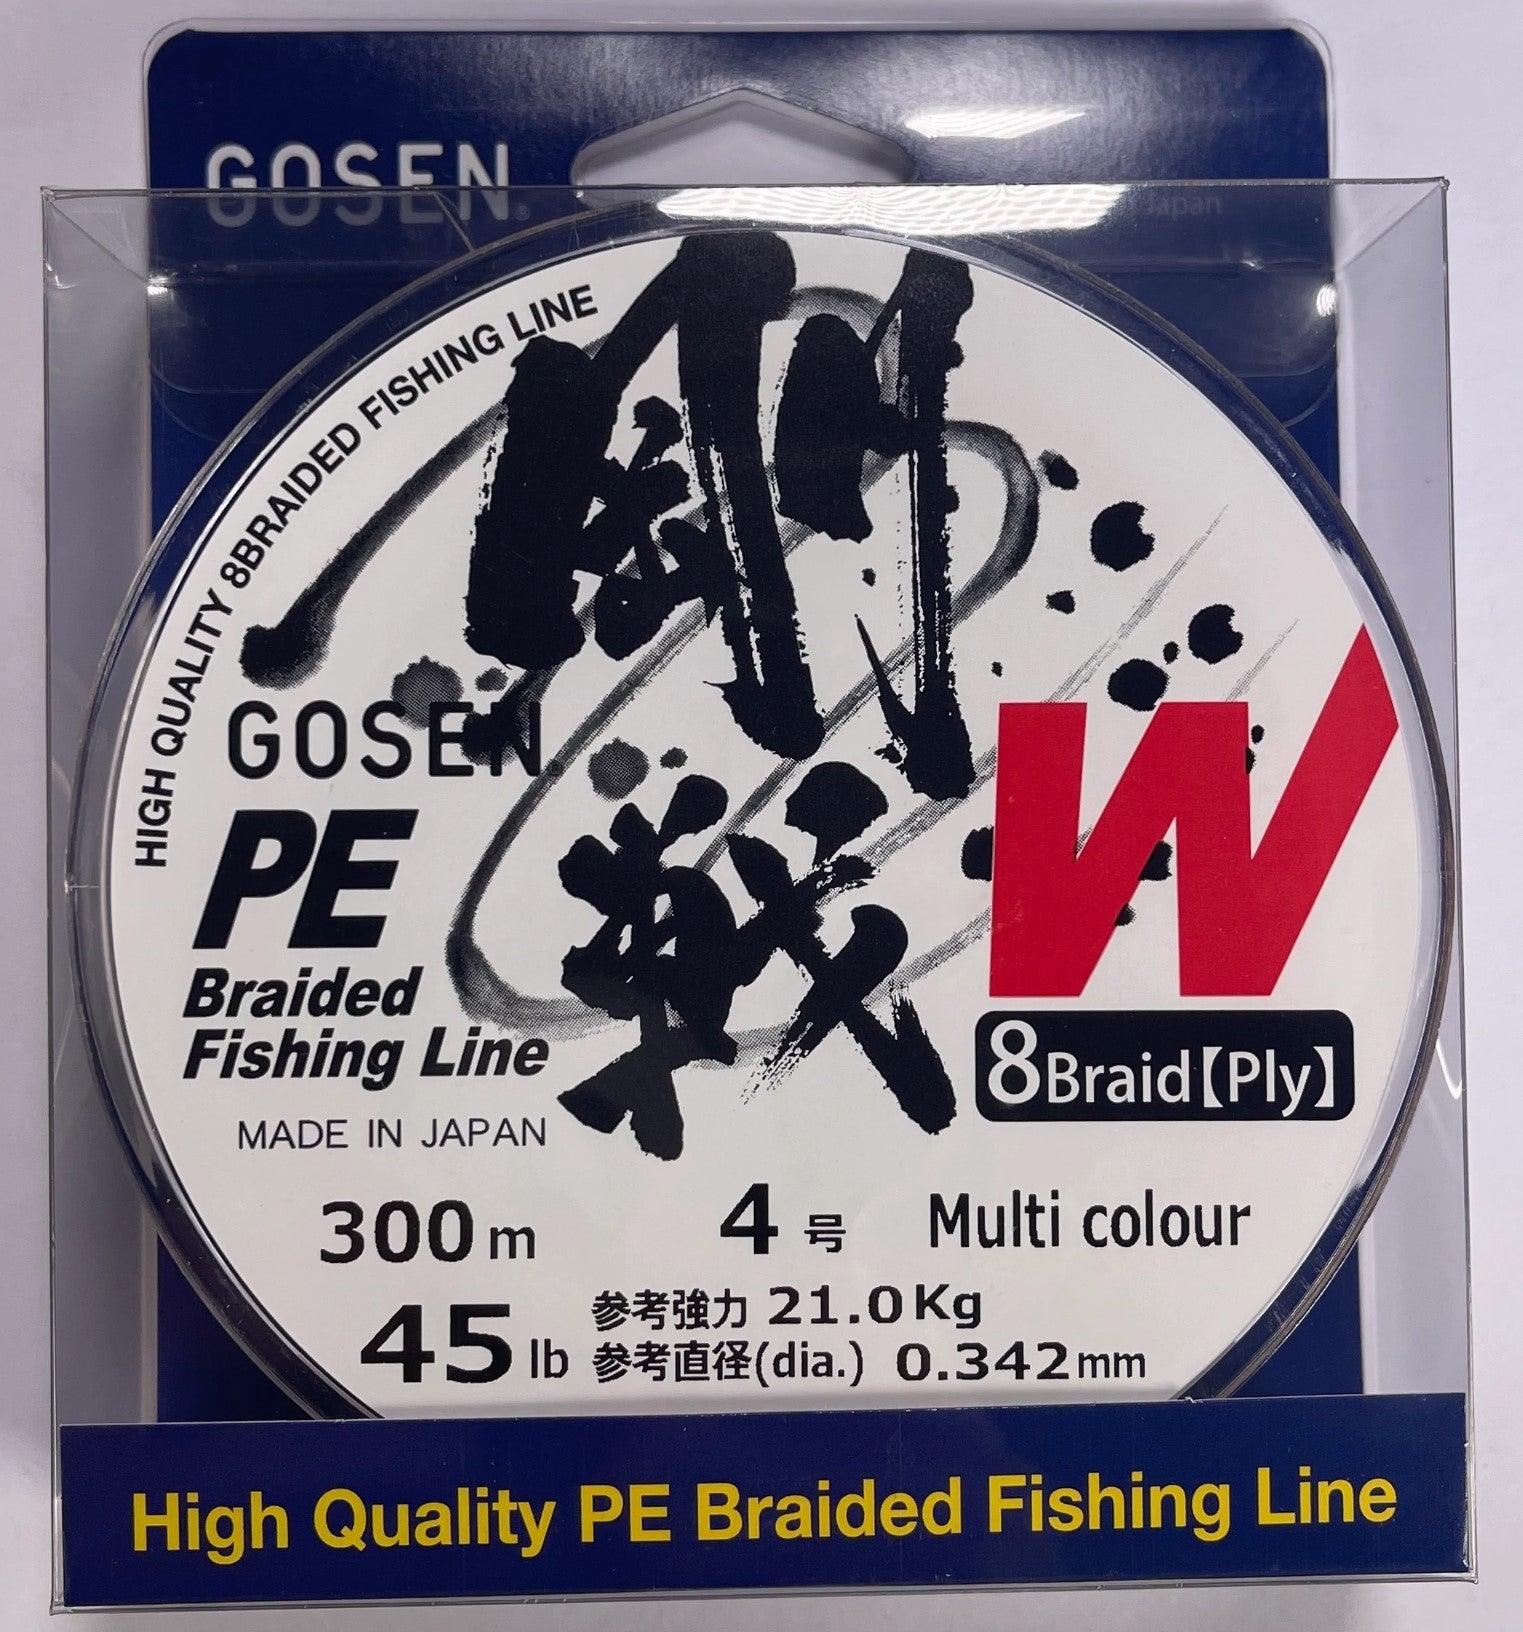 GOSEN®
Japan
HIGH QUALITY 8BRAIDED FISHING LINE
剛戦
W
GOSEN®
PE
Braided
Fishing Line
8Braid【Ply】
MADE IN JAPAN
300m 4号 Multi colour
45lb
参考強力 21.0Kg
参考直径(dia.) 0.342mm
High Quality PE Braided Fishing Line